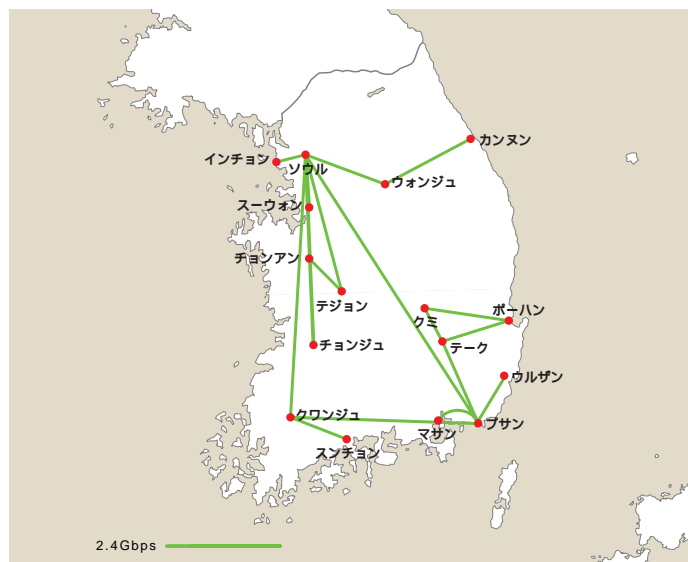 カンヌン
インチョン
ソウル
ウォンジュ
スーウォン
チョンアン
テジョン
ポーハン
クミ
チョンジュ
テーク
ウルザン
クワンジュ
マサン
プサン
スンチョン
2.4Gbps